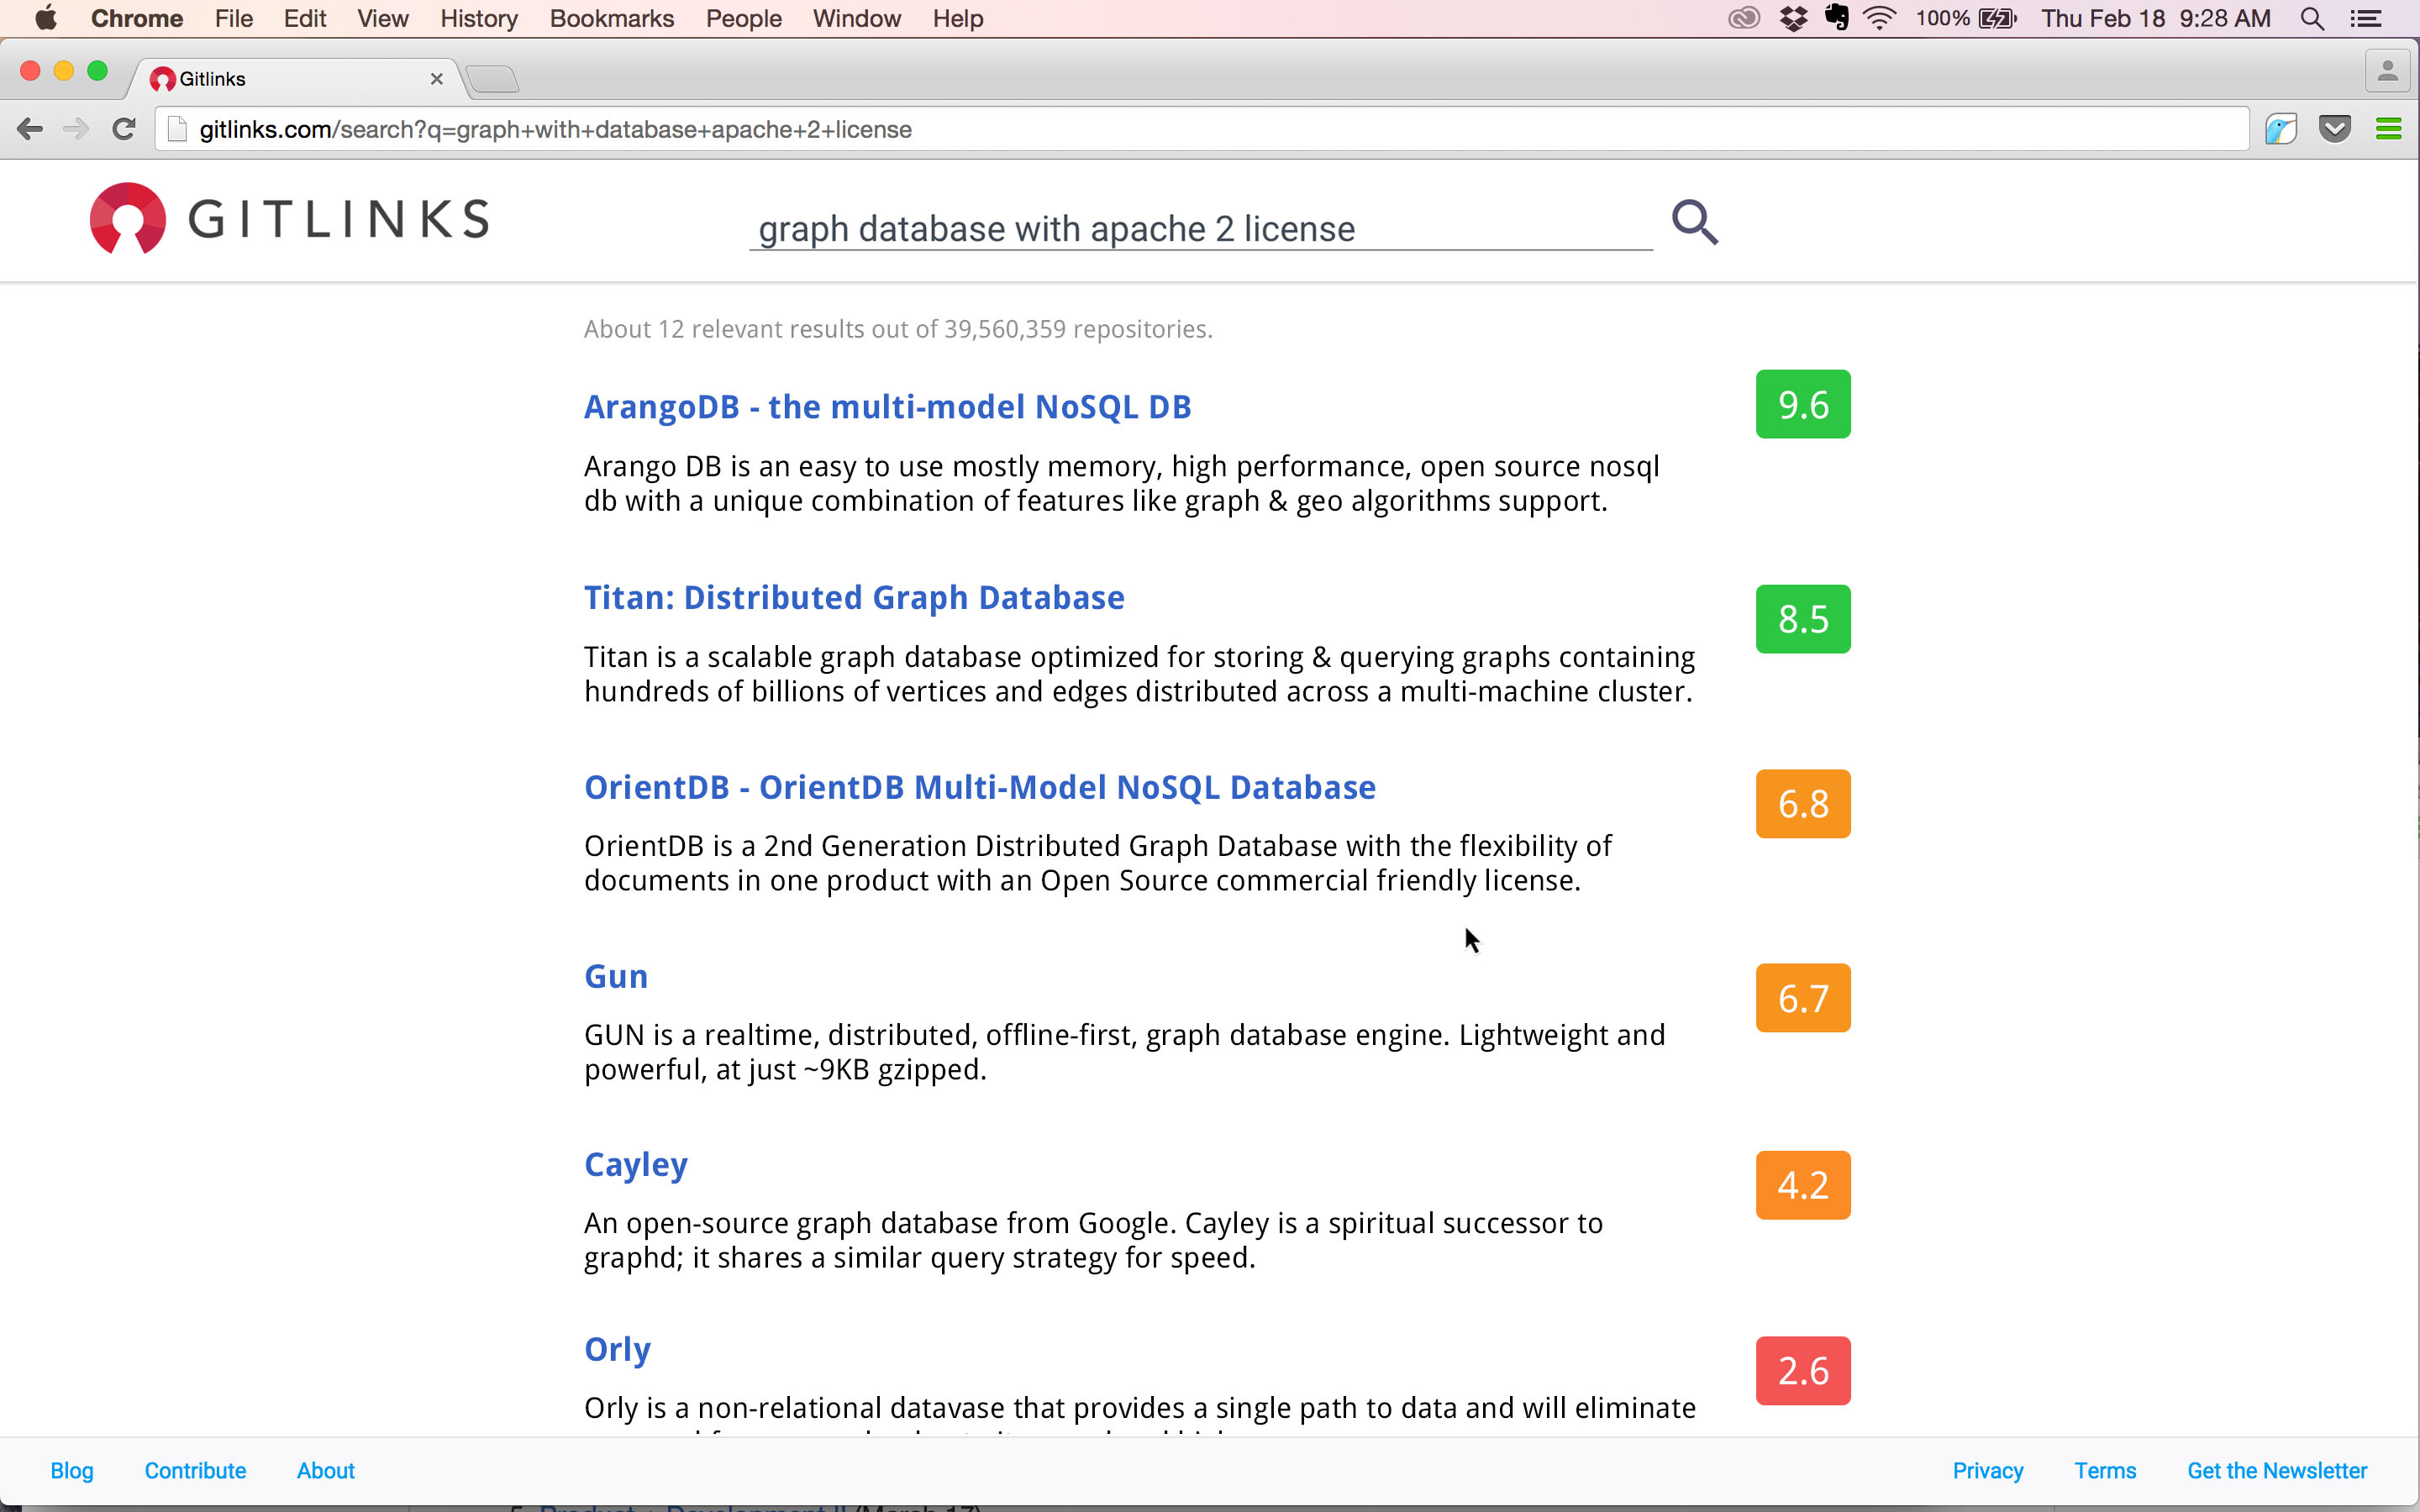 Chrome File Edit View History Bookmarks People Window Help 100% Thu Feb 18 9:28 AM
Gitlinks
gitlinks.com/search?q=graph+with+database+apache+2+license
GITLINKS graph database with apache 2 license
About 12 relevant results out of 39,560,359 repositories.
ArangoDB - the multi-model NoSQL DB 9.6
Arango DB is an easy to use mostly memory, high performance, open source nosql
db with a unique combination of features like graph & geo algorithms support.
Titan: Distributed Graph Database 8.5
Titan is a scalable graph database optimized for storing & querying graphs containing
hundreds of billions of vertices and edges distributed across a multi-machine cluster.
OrientDB - OrientDB Multi-Model NoSQL Database 6.8
OrientDB is a 2nd Generation Distributed Graph Database with the flexibility of
documents in one product with an Open Source commercial friendly license.
Gun 6.7
GUN is a realtime, distributed, offline-first, graph database engine. Lightweight and
powerful, at just ~9KB gzipped.
Cayley 4.2
An open-source graph database from Google. Cayley is a spiritual successor to
graphd; it shares a similar query strategy for speed.
Orly 2.6
Orly is a non-relational datavase that provides a single path to data and will eliminate
Blog Contribute About Privacy Terms Get the Newsletter